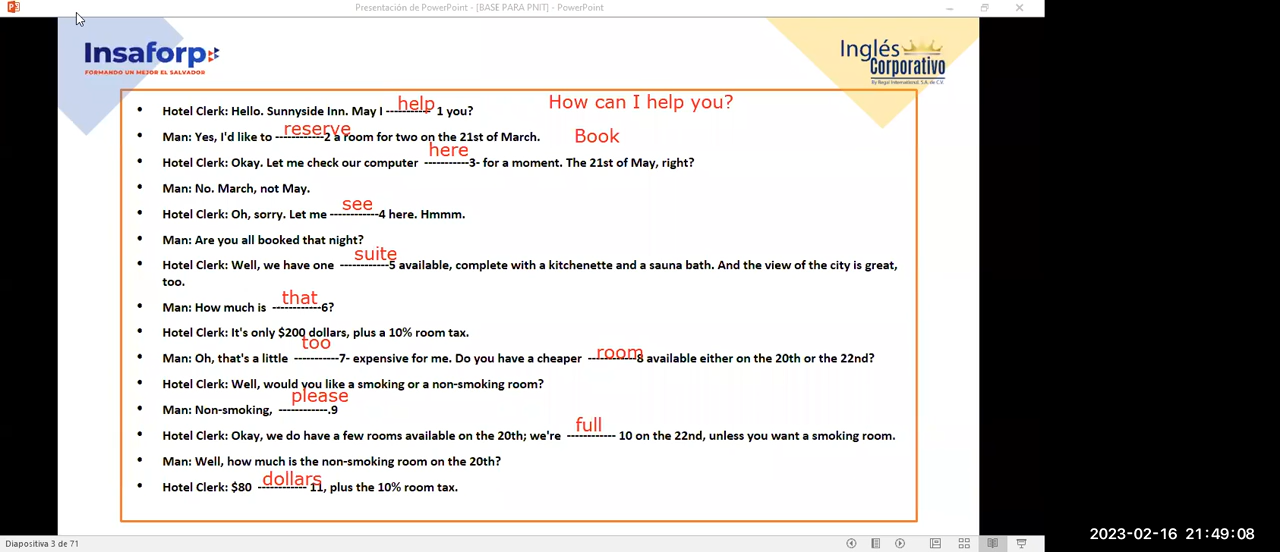 Presentación de PowerPoint - [BASE PARA PNIT] - PowerPoint
Insaforp
FORMANDO UN MEJOR EL SALVADOR
Inglés
Corporativo
By Regal International, S.A. de C.V.
help How can I help you?
• Hotel Clerk: Hello. Sunnyside Inn. May I ----------- 1 you?
reserve Book
• Man: Yes, I'd like to ------------2 a room for two on the 21st of March.
here
• Hotel Clerk: Okay. Let me check our computer -----------3- for a moment. The 21st of May, right?
• Man: No. March, not May.
see
• Hotel Clerk: Oh, sorry. Let me ------------4 here. Hmmm.
• Man: Are you all booked that night?
suite
• Hotel Clerk: Well, we have one ------------5 available, complete with a kitchenette and a sauna bath. And the view of the city is great,
too.
that
• Man: How much is ------------6?
• Hotel Clerk: It's only $200 dollars, plus a 10% room tax.
too room
• Man: Oh, that's a little -----------7- expensive for me. Do you have a cheaper ------------8 available either on the 20th or the 22nd?
• Hotel Clerk: Well, would you like a smoking or a non-smoking room?
please
• Man: Non-smoking, ------------.9
full
• Hotel Clerk: Okay, we do have a few rooms available on the 20th; we're ------------ 10 on the 22nd, unless you want a smoking room.
• Man: Well, how much is the non-smoking room on the 20th?
dollars
• Hotel Clerk: $80 ------------ 11, plus the 10% room tax.
Diapositiva 3 de 71
2023-02-16 21:49:08